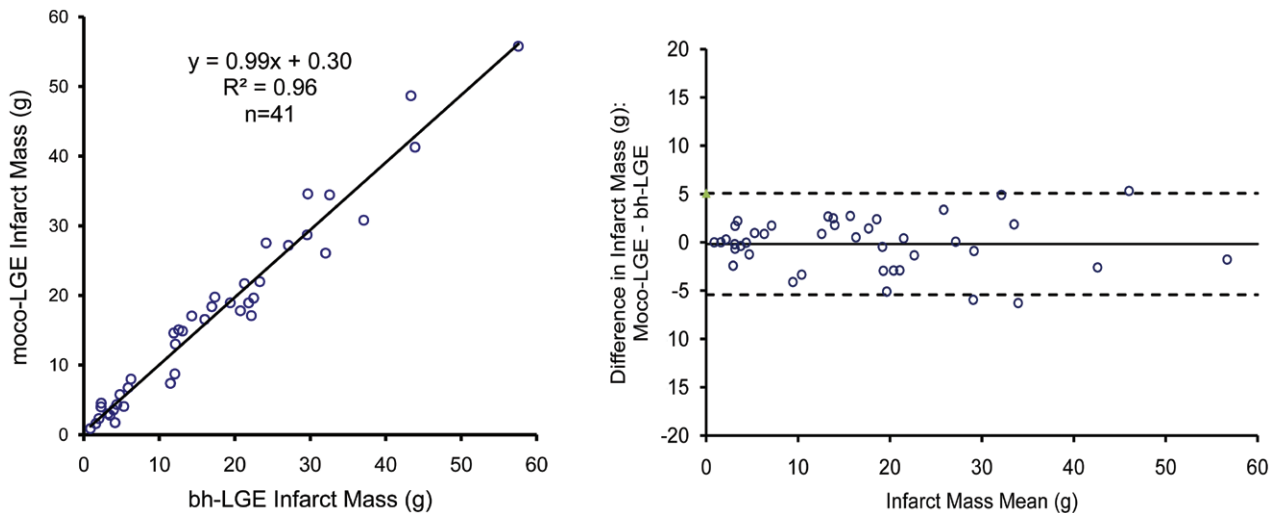 60
50
40
30
20
10
0
moco-LGE Infarct Mass (g)
y = 0.99x + 0.30
R² = 0.96
n=41
0 10 20 30 40 50 60
bh-LGE Infarct Mass (g)
20
15
10
5
0
-5
10
15
-20
Difference in Infarct Mass (g):
Moco-LGE - bh-LGE
0 10 20 30 40 50 60
Infarct Mass Mean (g)